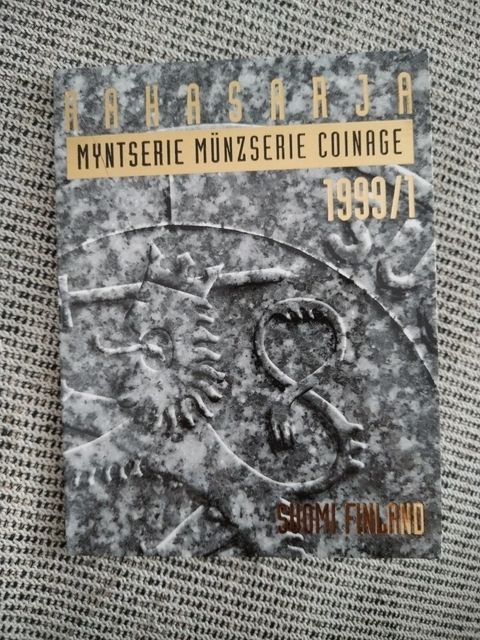 RAHASARJA
MYNTSERIE MÜNZSERIE COINAGE
1999/1
SUOMI FINLAND